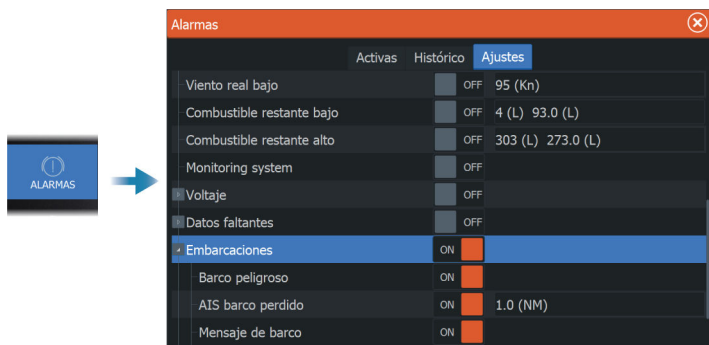 Alarmas
Activas Histórico Ajustes
Viento real bajo OFF 95 (Kn)
Combustible restante bajo OFF 4 (L) 93.0 (L)
Combustible restante alto OFF 303 (L) 273.0 (L)
Monitoring system OFF
ALARMAS
Voltaje OFF
Datos faltantes OFF
Embarcaciones ON
Barco peligroso ON
AIS barco perdido ON 1.0 (NM)
Mensaje de barco ON